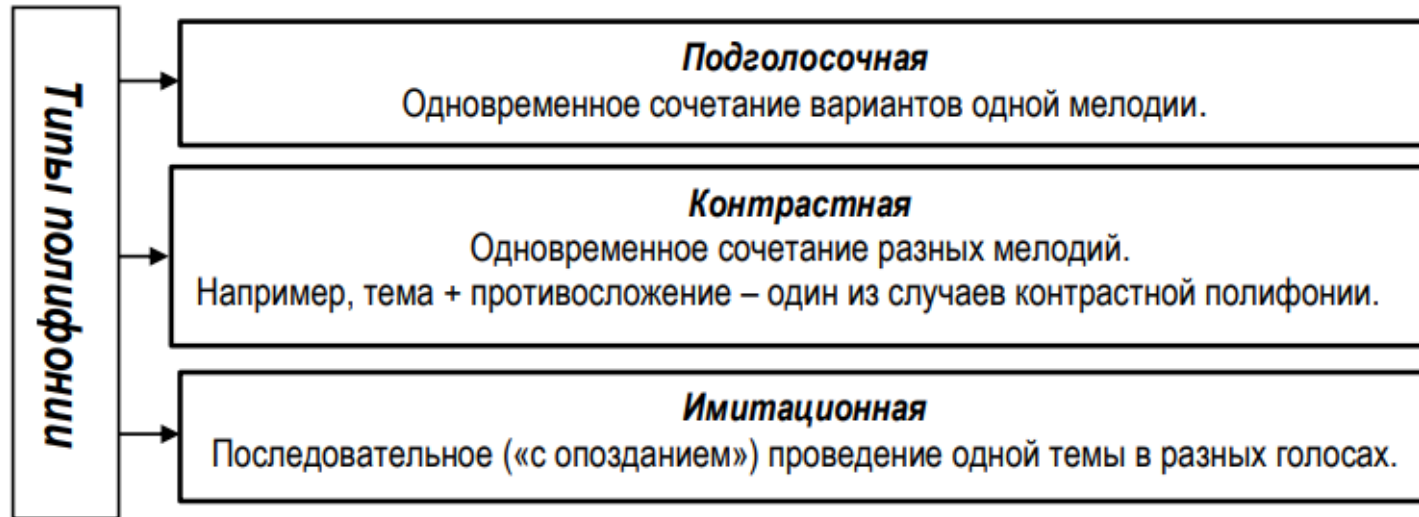 Типы полифонии
Подголосочная
Одновременное сочетание вариантов одной мелодии.
Контрастная
Одновременное сочетание разных мелодий.
Например, тема + противосложение – один из случаев контрастной полифонии.
Имитационная
Последовательное («с опозданием») проведение одной темы в разных голосах.